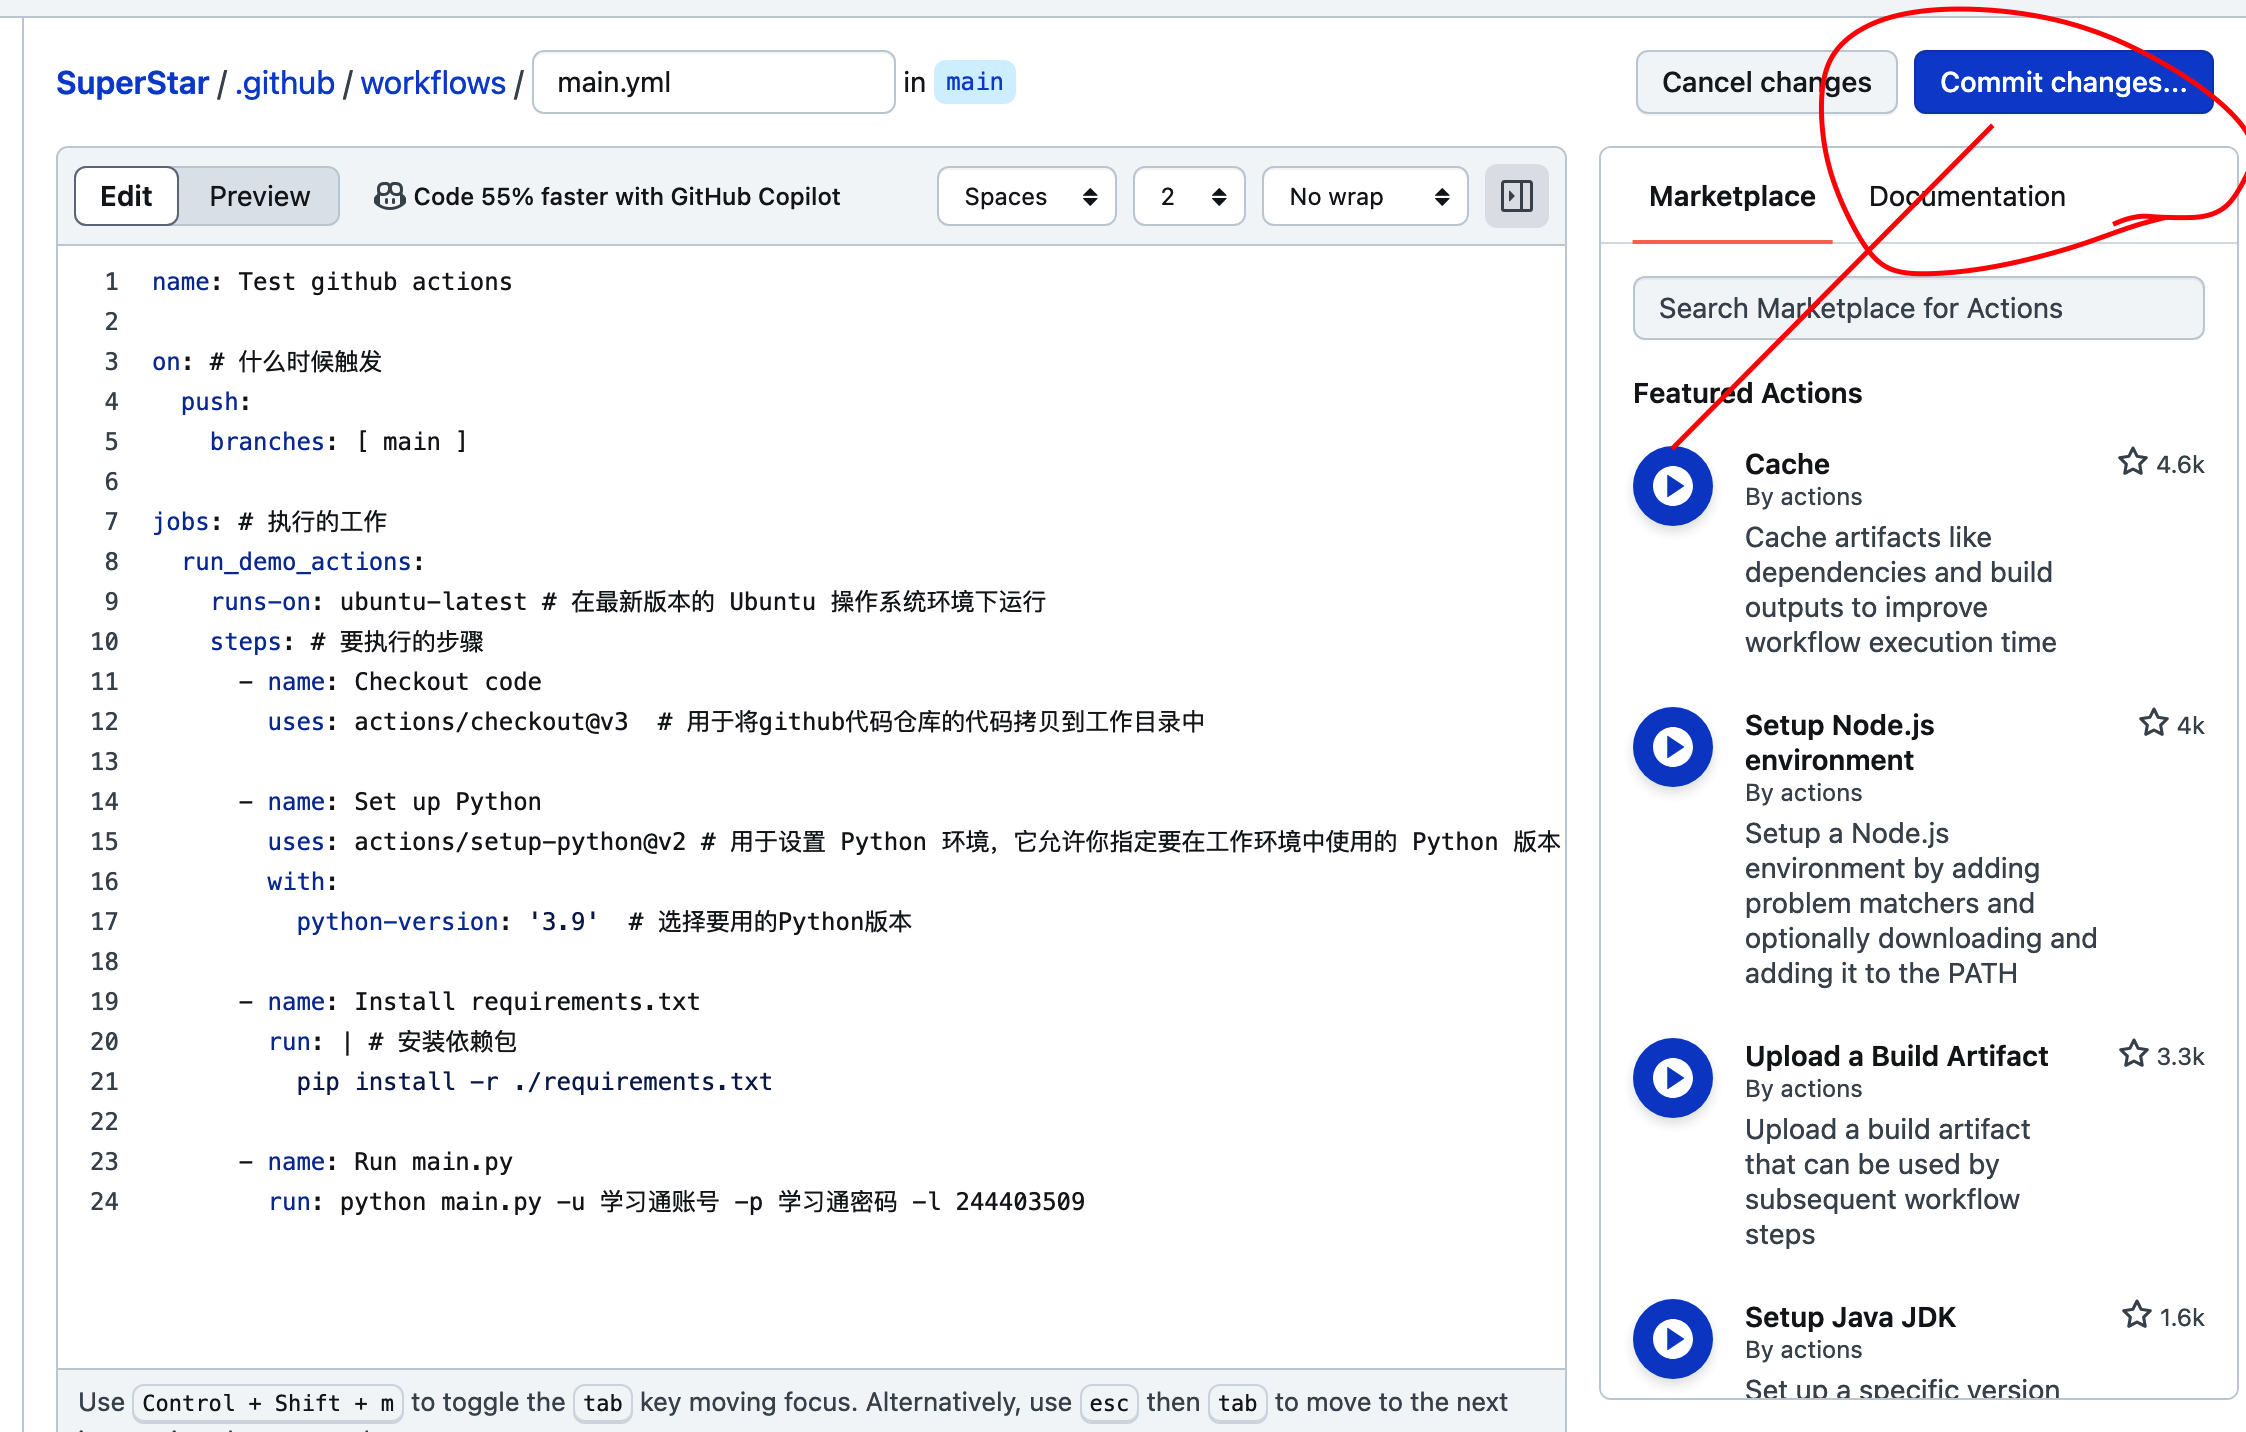 SuperStar / .github / workflows / main.yml in main
Cancel changes Commit changes...
Edit Preview Code 55% faster with GitHub Copilot Spaces 2 No wrap
1 name: Test github actions
2
3 on: # 什么时候触发
4 push:
5 branches: [ main ]
6
7 jobs: # 执行的工作
8 run_demo_actions:
9 runs-on: ubuntu-latest # 在最新版本的 Ubuntu 操作系统环境下运行
10 steps: # 要执行的步骤
11 - name: Checkout code
12 uses: actions/checkout@v3 # 用于将github代码仓库的代码拷贝到工作目录中
13
14 - name: Set up Python
15 uses: actions/setup-python@v2 # 用于设置 Python 环境，它允许你指定要在工作环境中使用的 Python 版本
16 with:
17 python-version: '3.9' # 选择要用的Python版本
18
19 - name: Install requirements.txt
20 run: | # 安装依赖包
21 pip install -r ./requirements.txt
22
23 - name: Run main.py
24 run: python main.py -u 学习通账号 -p 学习通密码 -l 244403509
Use Control + Shift + m to toggle the tab key moving focus. Alternatively, use esc then tab to move to the next
Marketplace Documentation
Search Marketplace for Actions
Featured Actions
Cache 4.6k
By actions
Cache artifacts like
dependencies and build
outputs to improve
workflow execution time
Setup Node.js 4k
environment
By actions
Setup a Node.js
environment by adding
problem matchers and
optionally downloading and
adding it to the PATH
Upload a Build Artifact 3.3k
By actions
Upload a build artifact
that can be used by
subsequent workflow
steps
Setup Java JDK 1.6k
By actions
Set up a specific version